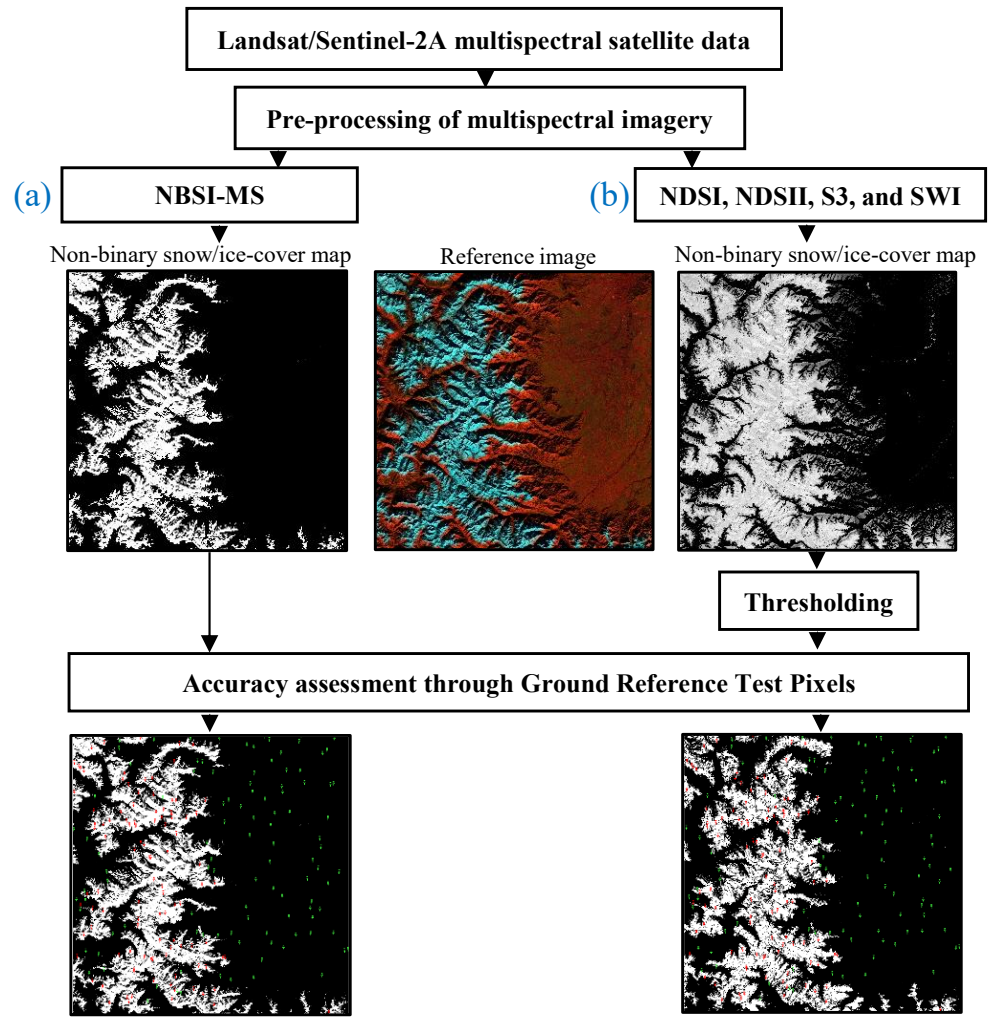 Landsat/Sentinel-2A multispectral satellite data
Pre-processing of multispectral imagery
(a)
NBSI-MS
(b)
NDSI, NDSII, S3, and SWI
Non-binary snow/ice-cover map
Reference image
Non-binary snow/ice-cover map
Thresholding
Accuracy assessment through Ground Reference Test Pixels